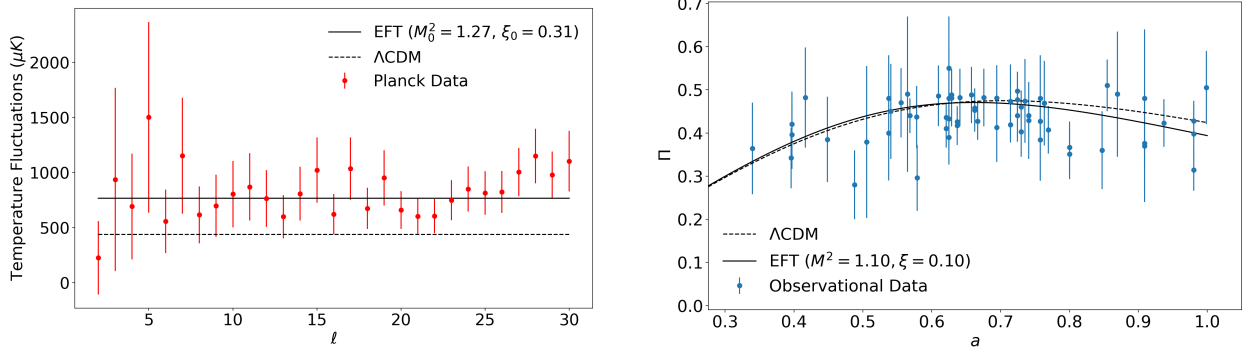 Temperature Fluctuations (μK)
2000
1500
1000
500
0
EFT (M₀² = 1.27, ξ₀ = 0.31)
ΛCDM
Planck Data
5
10
15
20
25
30
ℓ
Π
0.7
0.6
0.5
0.4
0.3
0.2
0.1
0.0
ΛCDM
EFT (M² = 1.10, ξ = 0.10)
Observational Data
0.3
0.4
0.5
0.6
0.7
0.8
0.9
1.0
a